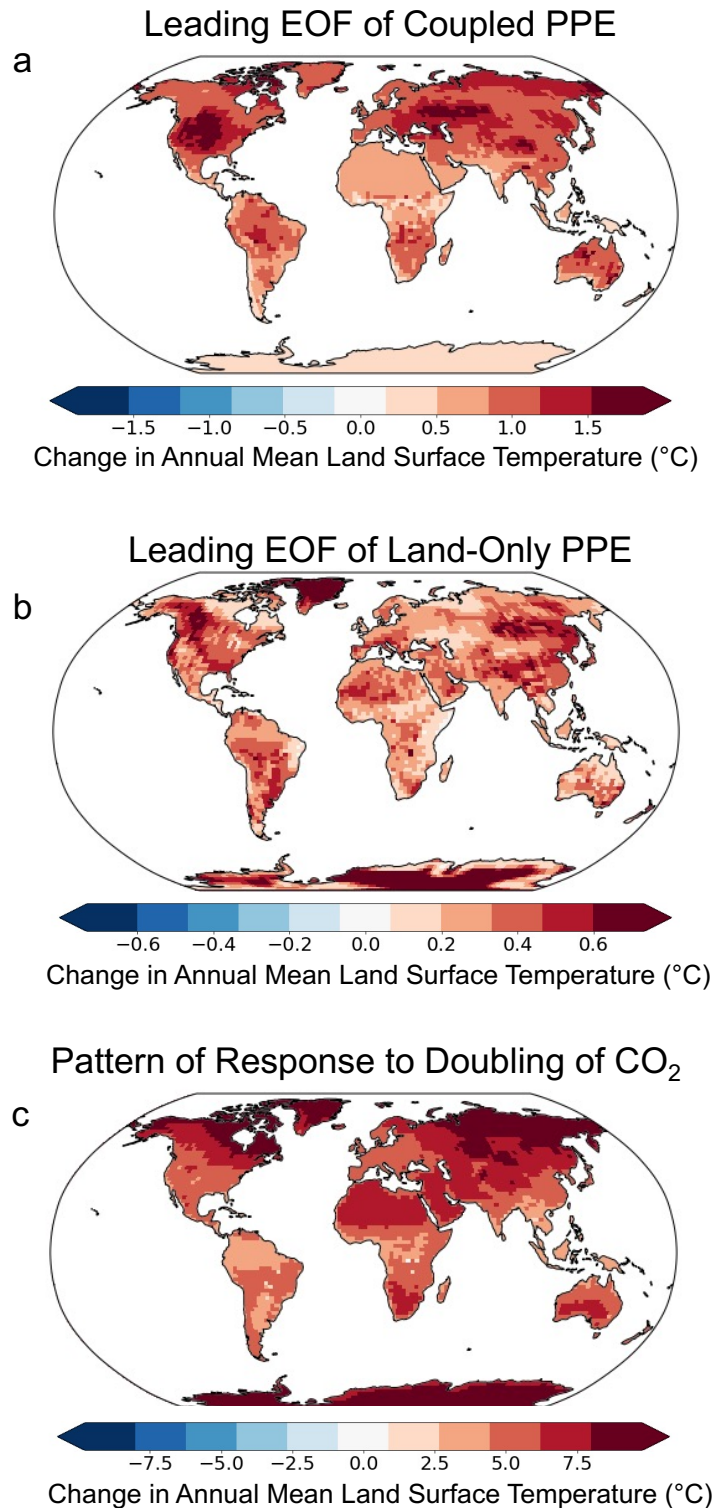 Leading EOF of Coupled PPE
a
−1.5 −1.0 −0.5 0.0 0.5 1.0 1.5
Change in Annual Mean Land Surface Temperature (°C)
Leading EOF of Land-Only PPE
b
−0.6 −0.4 −0.2 0.0 0.2 0.4 0.6
Change in Annual Mean Land Surface Temperature (°C)
Pattern of Response to Doubling of CO₂
c
−7.5 −5.0 −2.5 0.0 2.5 5.0 7.5
Change in Annual Mean Land Surface Temperature (°C)